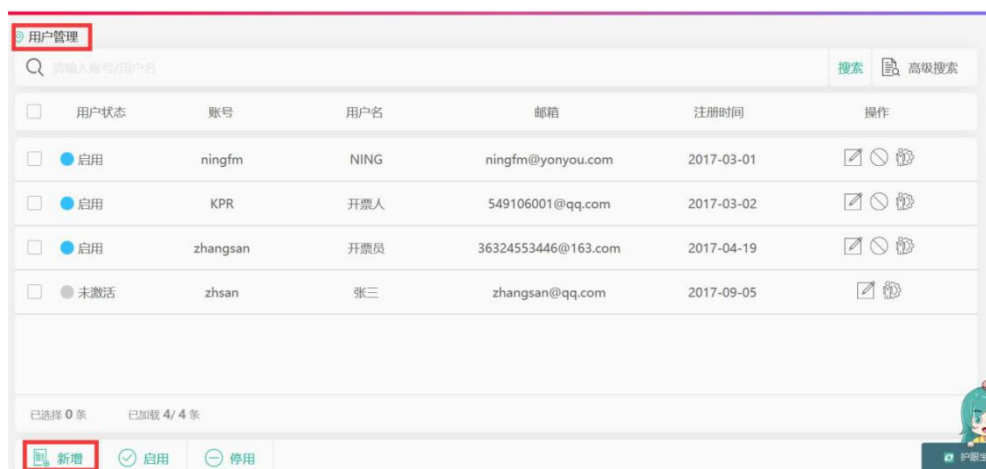 用户管理
请输入账号/用户名 搜索 高级搜索
用户状态 账号 用户名 邮箱 注册时间 操作
启用 ningfm NING ningfm@yonyou.com 2017-03-01
启用 KPR 开票人 549106001@qq.com 2017-03-02
启用 zhangsan 开票员 36324553446@163.com 2017-04-19
未激活 zhsan 张三 zhangsan@qq.com 2017-09-05
已选择 0 条 已加载 4/ 4 条
新增 启用 停用 护眼宝